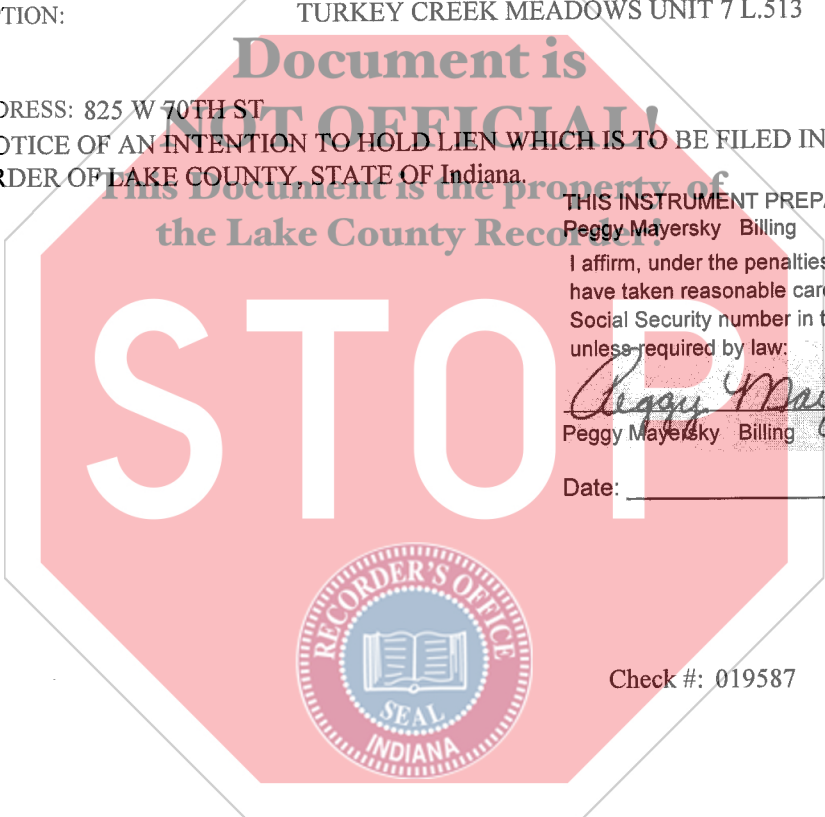 TION: TURKEY CREEK MEADOWS UNIT 7 L.513
Document is
DRESS: 825 W 70TH ST
NOT OFFICIAL!
OTICE OF AN INTENTION TO HOLD LIEN WHICH IS TO BE FILED IN
RDER OF LAKE COUNTY, STATE OF Indiana.
This Document is the property of
the Lake County Recorder!
THIS INSTRUMENT PREPA
Peggy Mayersky Billing
I affirm, under the penalties
have taken reasonable care
Social Security number in t
unless required by law:
Peggy May
Peggy Mayersky Billing
Date:
STOP
RECORDER'S OFFICE
SEAL
INDIANA
Check #: 019587